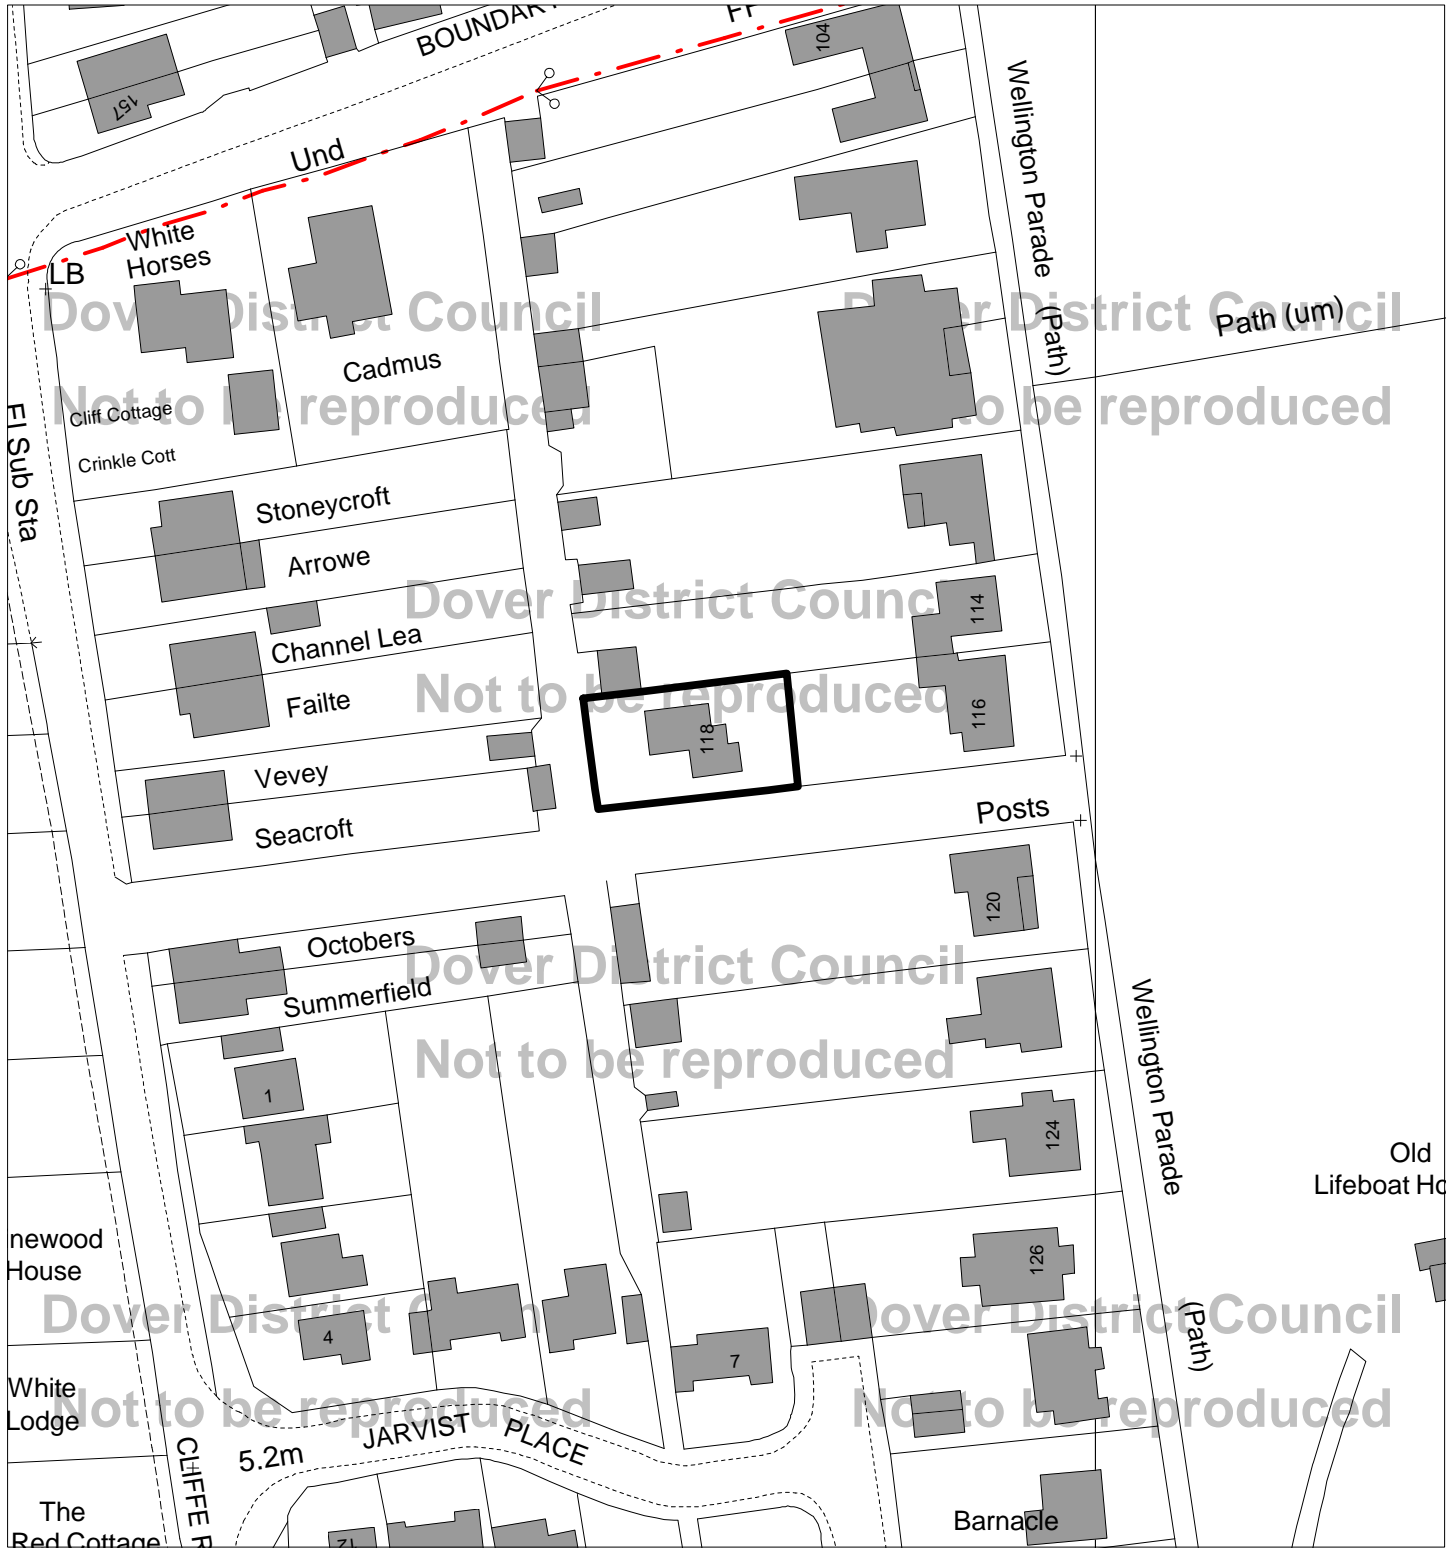 BOUNDARY
FF
104
157
Und
Wellington Parade
White
Horses
LB
Dover District Council
Dover District Council
Path (um)
(Path)
Cadmus
Not to be reproduced
to be reproduced
Cliff Cottage
Crinkle Cott
El Sub Sta
Stoneycroft
Arrowe
Dover District Council
114
Channel Lea
Failte
Not to be reproduced
116
118
Vevey
Seacroft
Posts
120
Octobers
Dover District Council
Summerfield
Wellington Parade
Not to be reproduced
1
124
Old
Lifeboat Ho
newood
House
126
Dover District Council
Dover District Council
(Path)
4
7
White
Lodge
Not to be reproduced
Not to be reproduced
JARVIST PLACE
5.2m
CLIFFE R
The
Red Cottage
12
Barnacle